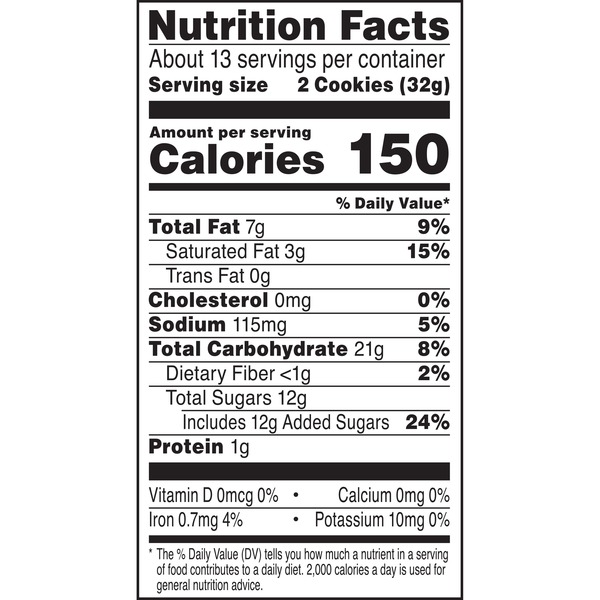 Nutrition Facts
About 13 servings per container
Serving size 2 Cookies (32g)
Amount per serving
Calories 150
% Daily Value*
Total Fat 7g 9%
Saturated Fat 3g 15%
Trans Fat 0g
Cholesterol 0mg 0%
Sodium 115mg 5%
Total Carbohydrate 21g 8%
Dietary Fiber <1g 2%
Total Sugars 12g
Includes 12g Added Sugars 24%
Protein 1g
Vitamin D 0mcg 0% • Calcium 0mg 0%
Iron 0.7mg 4% • Potassium 10mg 0%
* The % Daily Value (DV) tells you how much a nutrient in a serving
of food contributes to a daily diet. 2,000 calories a day is used for
general nutrition advice.